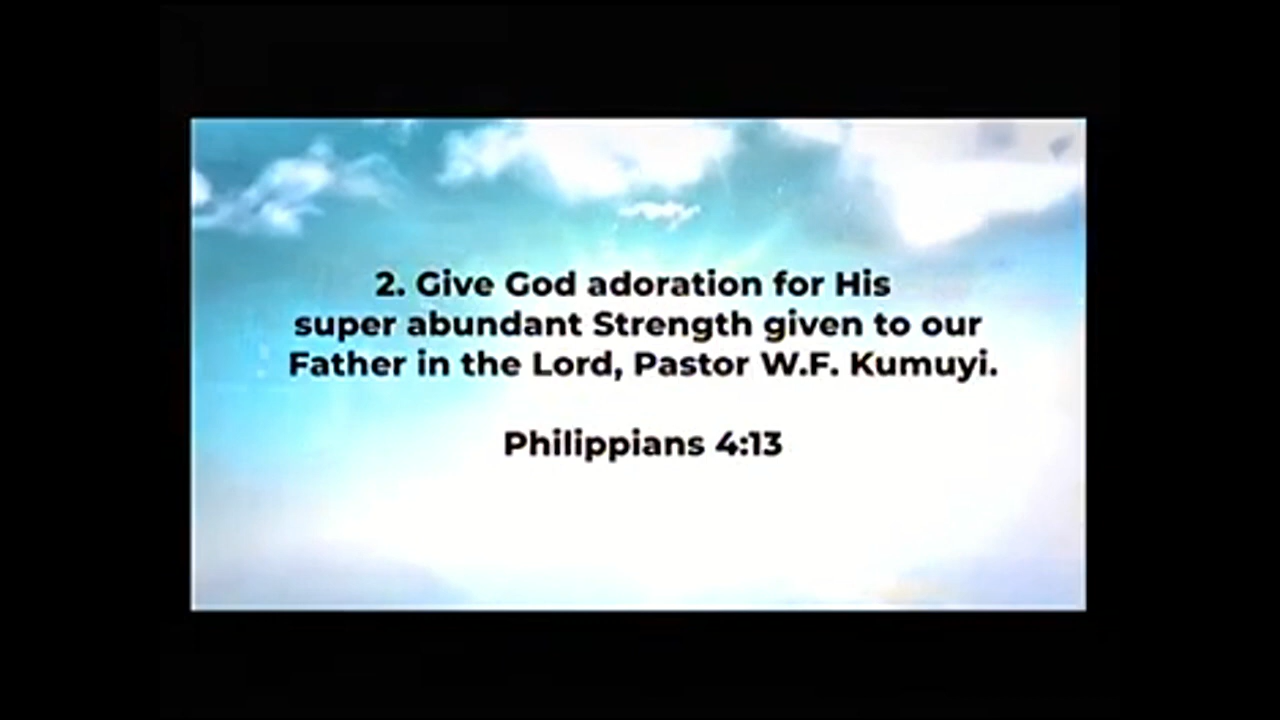 2. Give God adoration for His
super abundant Strength given to our
Father in the Lord, Pastor W.F. Kumuyi.
Philippians 4:13